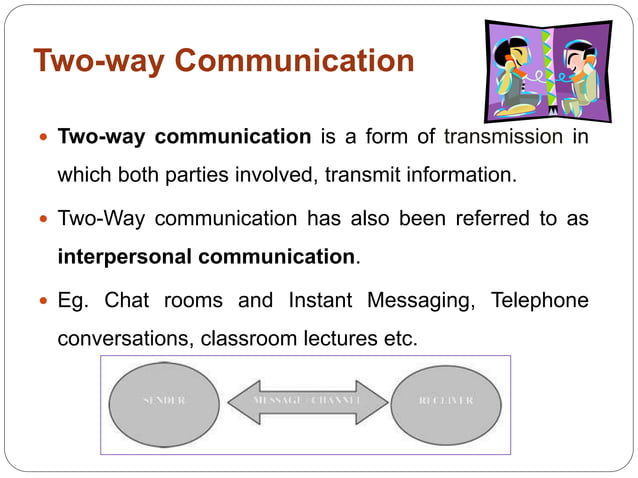 Two-way Communication
Two-way communication is a form of transmission in
which both parties involved, transmit information.
Two-Way communication has also been referred to as
interpersonal communication.
Eg. Chat rooms and Instant Messaging, Telephone
conversations, classroom lectures etc.
SENDER MESSAGE / CHANNEL RECEIVER